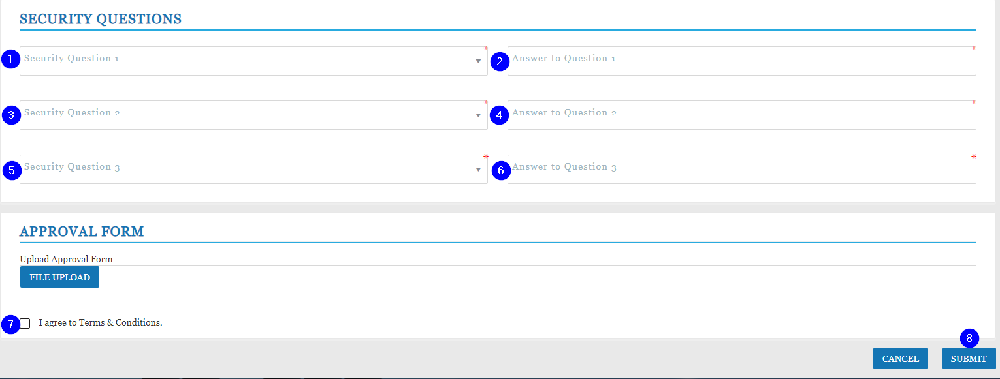 SECURITY QUESTIONS
1 Security Question 1 * 2 Answer to Question 1 *
3 Security Question 2 * 4 Answer to Question 2 *
5 Security Question 3 * 6 Answer to Question 3 *
APPROVAL FORM
Upload Approval Form
FILE UPLOAD
7 I agree to Terms & Conditions.
8
CANCEL SUBMIT